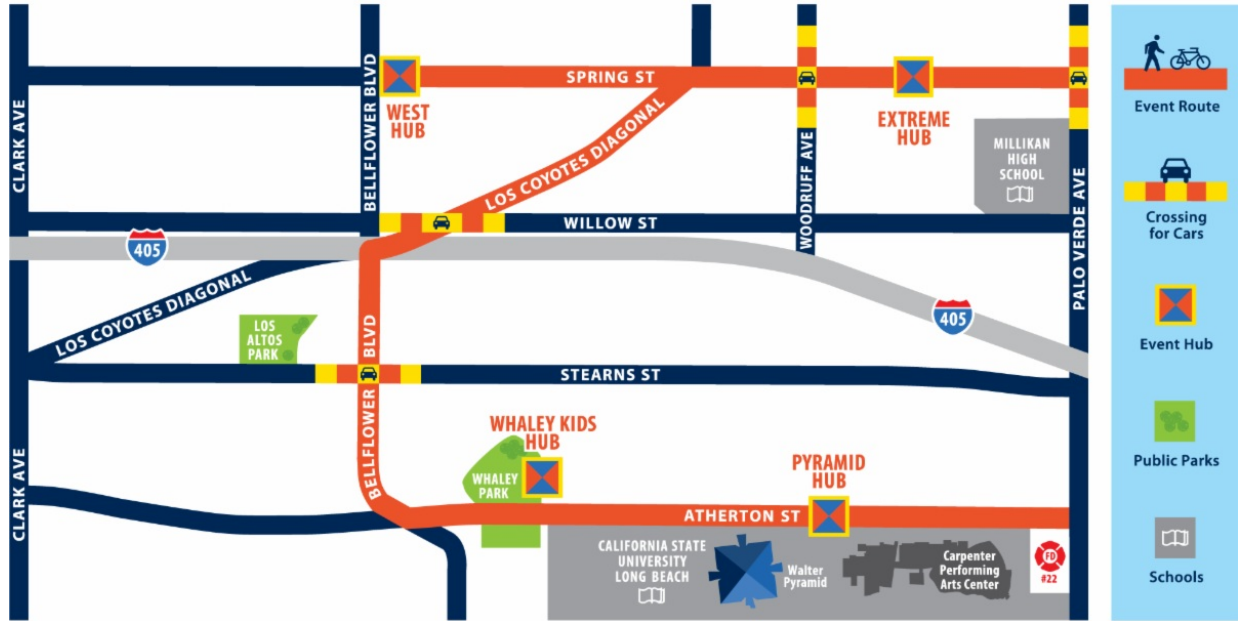 CLARK AVE
BELLFLOWER BLVD
WEST
HUB
SPRING ST
LOS COYOTES DIAGONAL
WOODRUFF AVE
EXTREME
HUB
MILLIKAN
HIGH
SCHOOL
PALO VERDE AVE
WILLOW ST
405
405
LOS COYOTES DIAGONAL
LOS
ALTOS
PARK
BELLFLOWER BLVD
STEARNS ST
WHALEY KIDS
HUB
WHALEY
PARK
PYRAMID
HUB
CLARK AVE
ATHERTON ST
CALIFORNIA STATE
UNIVERSITY
LONG BEACH
Walter
Pyramid
Carpenter
Performing
Arts Center
FD
#22
Event Route
Crossing
for Cars
Event Hub
Public Parks
Schools